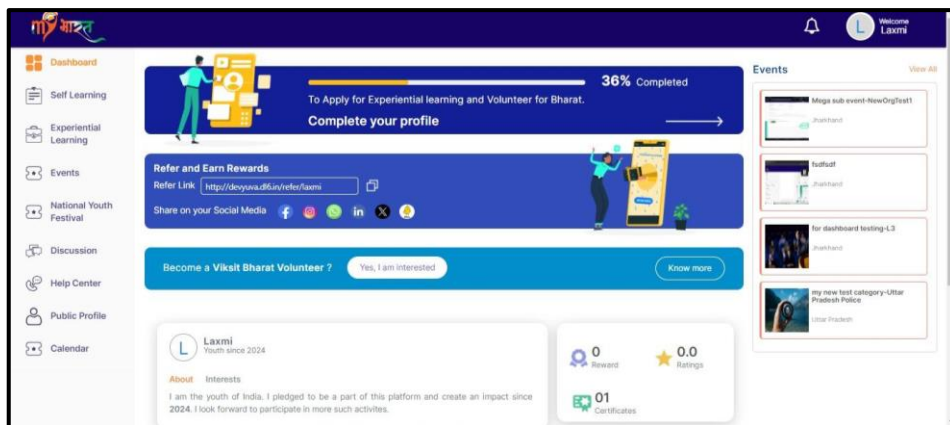 my भारत
Welcome
L Laxmi
Dashboard
Self Learning
Experiential
Learning
Events
National Youth
Festival
Discussion
Help Center
Public Profile
Calendar
36% Completed
To Apply for Experiential learning and Volunteer for Bharat.
Complete your profile
Refer and Earn Rewards
Refer Link http://devyuva.dl6.in/refer/laxmi
Share on your Social Media
Become a Viksit Bharat Volunteer ? Yes, I am interested Know more
L Laxmi
Youth since 2024
About Interests
I am the youth of India. I pledged to be a part of this platform and create an impact since
2024. I look forward to participate in more such activites.
0
Reward
0.0
Ratings
01
Certificates
Events View All
Mega sub event-NewOrgTest1
Jharkhand
fsdfsdf
Jharkhand
for dashboard testing-L3
Jharkhand
my new test category-Uttar
Pradesh Police
Uttar Pradesh